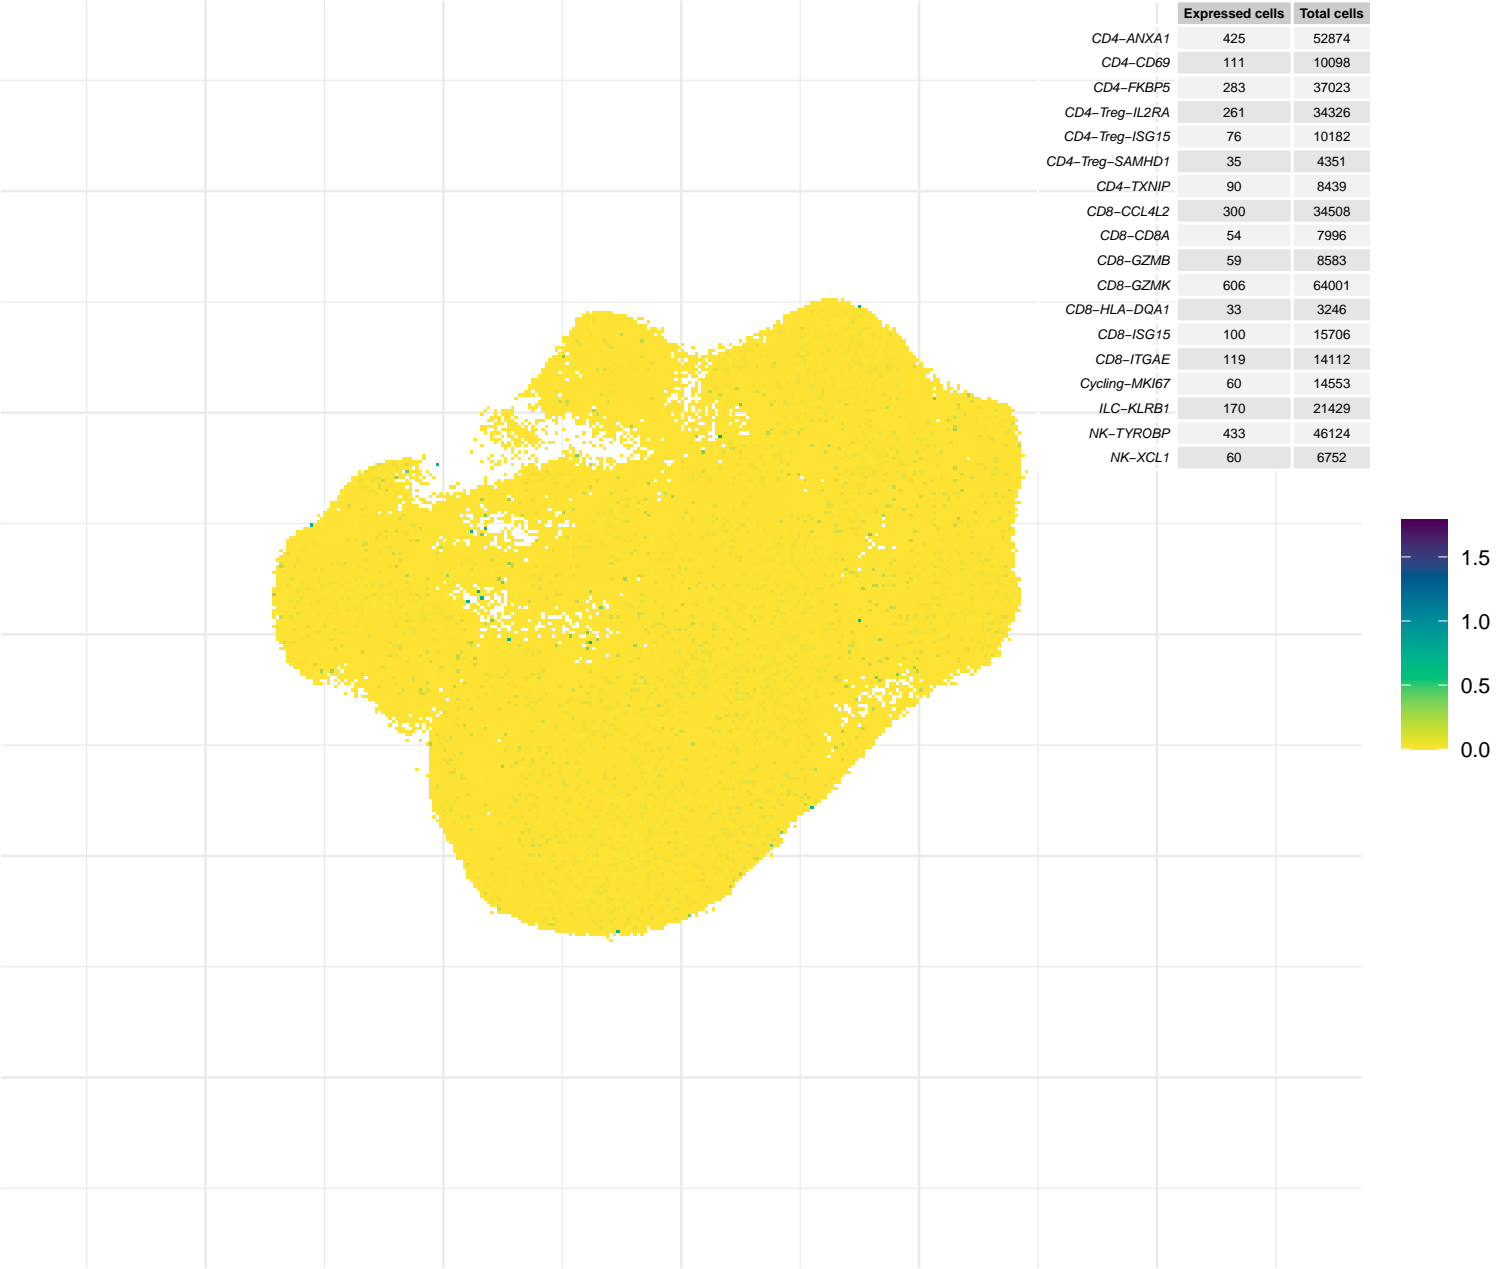 Expressed cells Total cells
CD4−ANXA1 425 52874
CD4−CD69 111 10098
CD4−FKBP5 283 37023
CD4−Treg−IL2RA 261 34326
CD4−Treg−ISG15 76 10182
CD4−Treg−SAMHD1 35 4351
CD4−TXNIP 90 8439
CD8−CCL4L2 300 34508
CD8−CD8A 54 7996
CD8−GZMB 59 8583
CD8−GZMK 606 64001
CD8−HLA−DQA1 33 3246
CD8−ISG15 100 15706
CD8−ITGAE 119 14112
Cycling−MKI67 60 14553
ILC−KLRB1 170 21429
NK−TYROBP 433 46124
NK−XCL1 60 6752
1.5
1.0
0.5
0.0